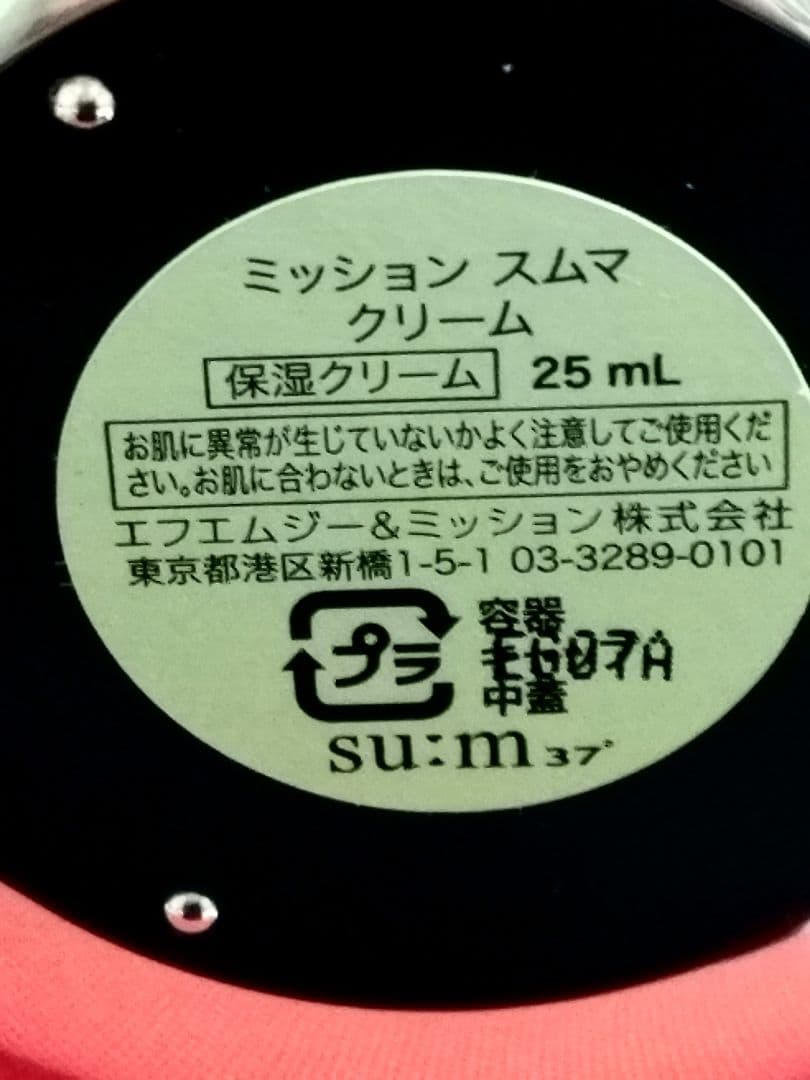 ミッション スムマ
クリーム
保湿クリーム 25 mL
お肌に異常が生じていないかよく注意してご使用くだ
さい。お肌に合わないときは、ご使用をおやめください
エフエムジー&ミッション株式会社
東京都港区新橋1-5-1 03-3289-0101
プラ
容器
中蓋
su:m37°